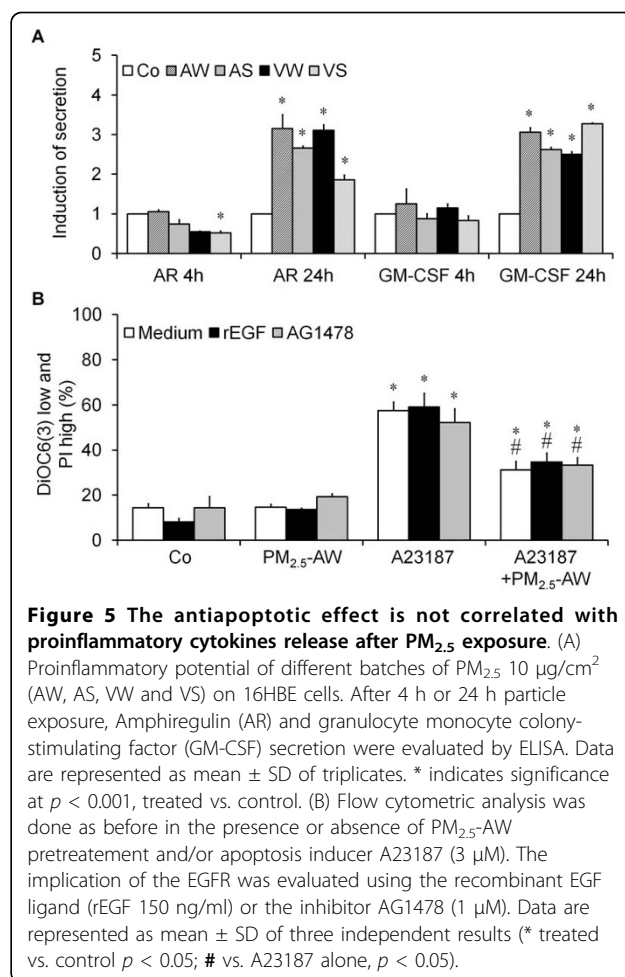 A
Co AW AS VW VS
Induction of secretion
5
4
3
2
1
0
* * * * * * * * *
AR 4h AR 24h GM-CSF 4h GM-CSF 24h
B
Medium rEGF AG1478
DiOC6(3) low and
PI high (%)
100
80
60
40
20
0
* * * * * *
# # #
Co PM2.5-AW A23187 A23187
+PM2.5-AW
Figure 5 The antiapoptotic effect is not correlated with
proinflammatory cytokines release after PM2.5 exposure. (A)
Proinflammatory potential of different batches of PM2.5 10 μg/cm2
(AW, AS, VW and VS) on 16HBE cells. After 4 h or 24 h particle
exposure, Amphiregulin (AR) and granulocyte monocyte colony-
stimulating factor (GM-CSF) secretion were evaluated by ELISA. Data
are represented as mean ± SD of triplicates. * indicates significance
at p < 0.001, treated vs. control. (B) Flow cytometric analysis was
done as before in the presence or absence of PM2.5-AW
pretreatement and/or apoptosis inducer A23187 (3 μM). The
implication of the EGFR was evaluated using the recombinant EGF
ligand (rEGF 150 ng/ml) or the inhibitor AG1478 (1 μM). Data are
represented as mean ± SD of three independent results (* treated
vs. control p < 0.05; # vs. A23187 alone, p < 0.05).